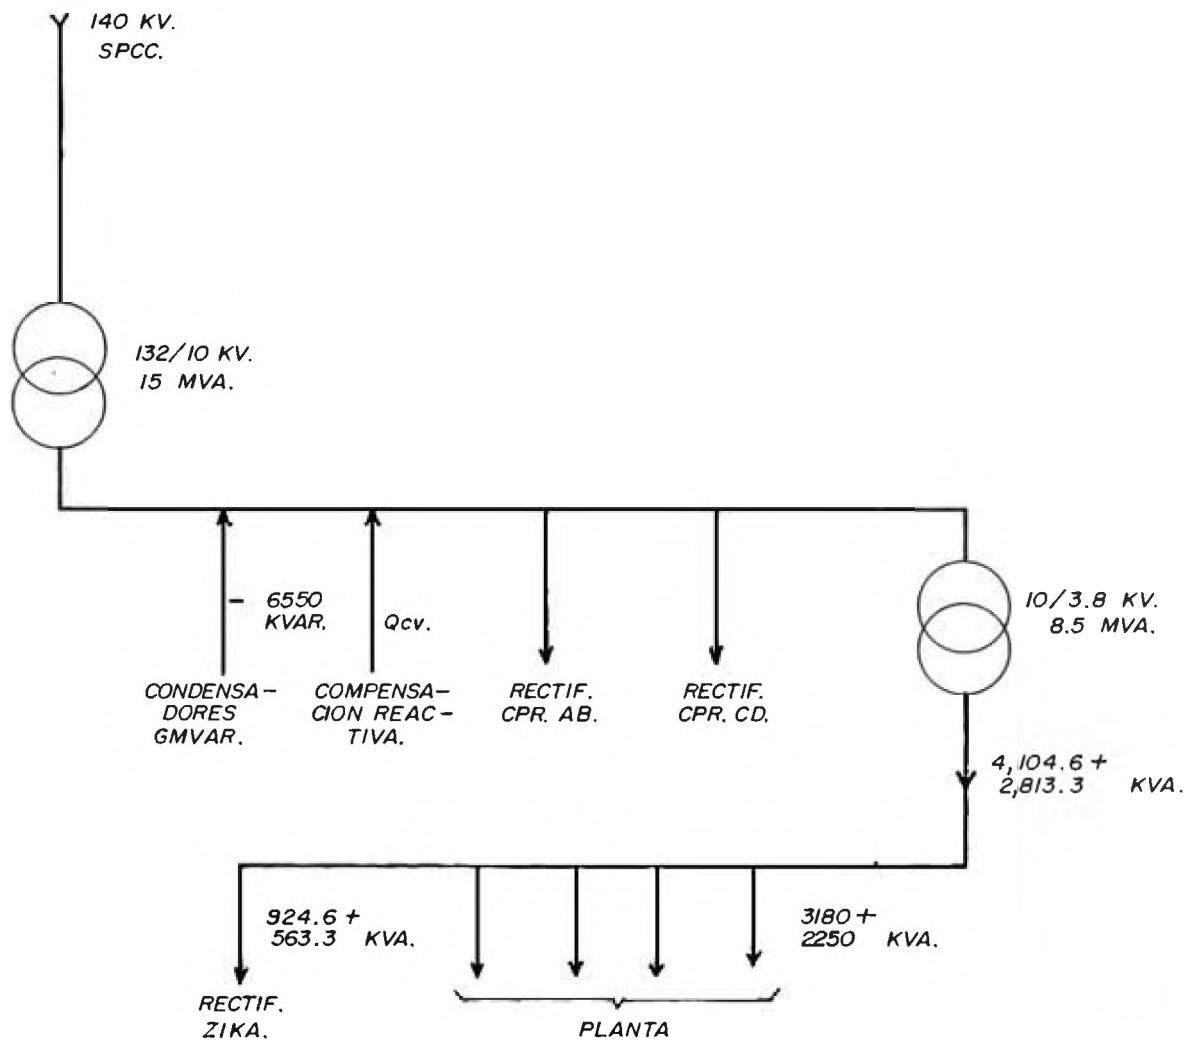 140 KV.
SPCC.
132/10 KV.
15 MVA.
- 6550
KVAR.
Qcv.
10/3.8 KV.
8.5 MVA.
CONDENSA-
DORES
GMVAR.
COMPENSA-
CION REAC-
TIVA.
RECTIF.
CPR. AB.
RECTIF.
CPR. CD.
4,104.6 +
2,813.3 KVA.
924.6 +
563.3 KVA.
3180 +
2250 KVA.
RECTIF.
ZIKA.
PLANTA